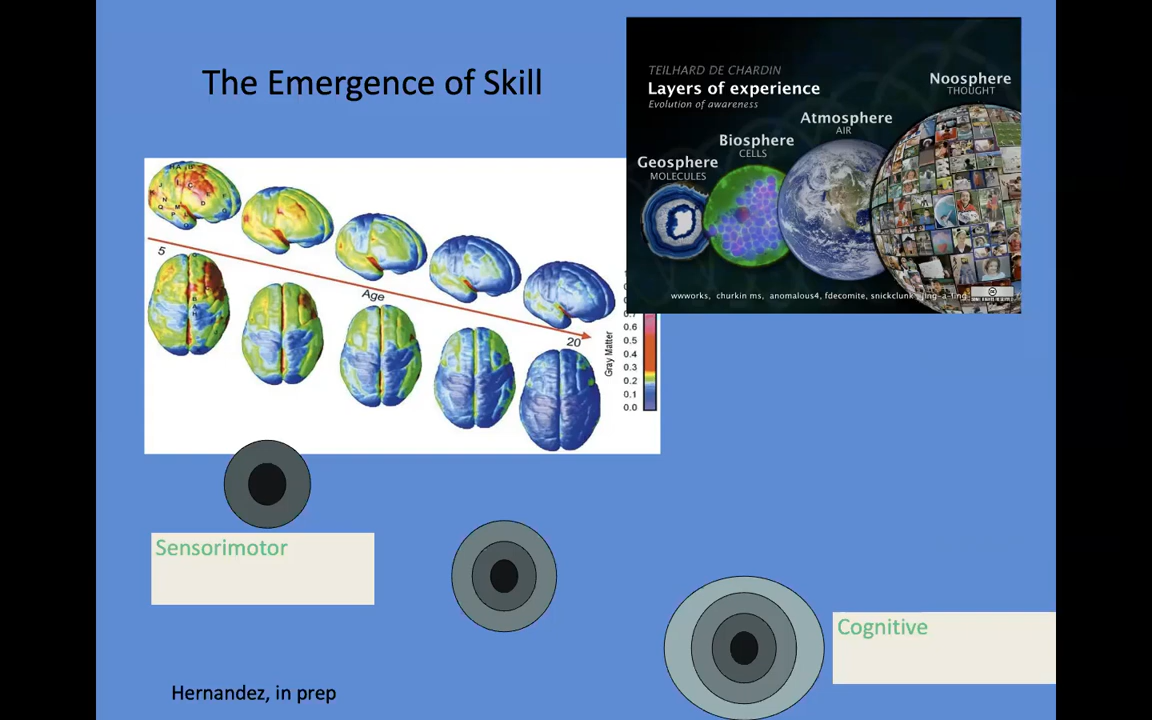 The Emergence of Skill
TEILHARD DE CHARDIN
Layers of experience
Evolution of awareness
Noosphere
THOUGHT
Atmosphere
AIR
Biosphere
CELLS
Geosphere
MOLECULES
wwworks, churkin ms, anomalous4, fdecomite, snickclunk
5
Age
20
Gray Matter
0.6
0.5
0.4
0.3
0.2
0.1
0.0
Sensorimotor
Cognitive
Hernandez, in prep